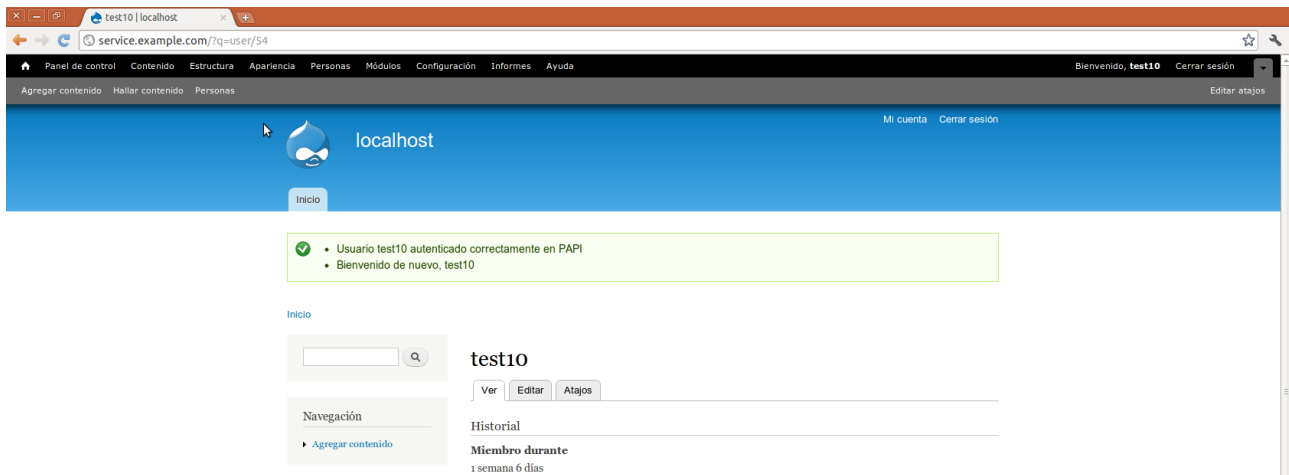 test10 | localhost
service.example.com/?q=user/54
Panel de control Contenido Estructura Apariencia Personas Módulos Configuración Informes Ayuda Bienvenido, test10 Cerrar sesión
Agregar contenido Hallar contenido Personas Editar atajos
Mi cuenta Cerrar sesión
localhost
Inicio
Usuario test10 autenticado correctamente en PAPI
Bienvenido de nuevo, test10
Inicio
test10
Ver Editar Atajos
Navegación
Agregar contenido
Historial
Miembro durante
1 semana 6 días